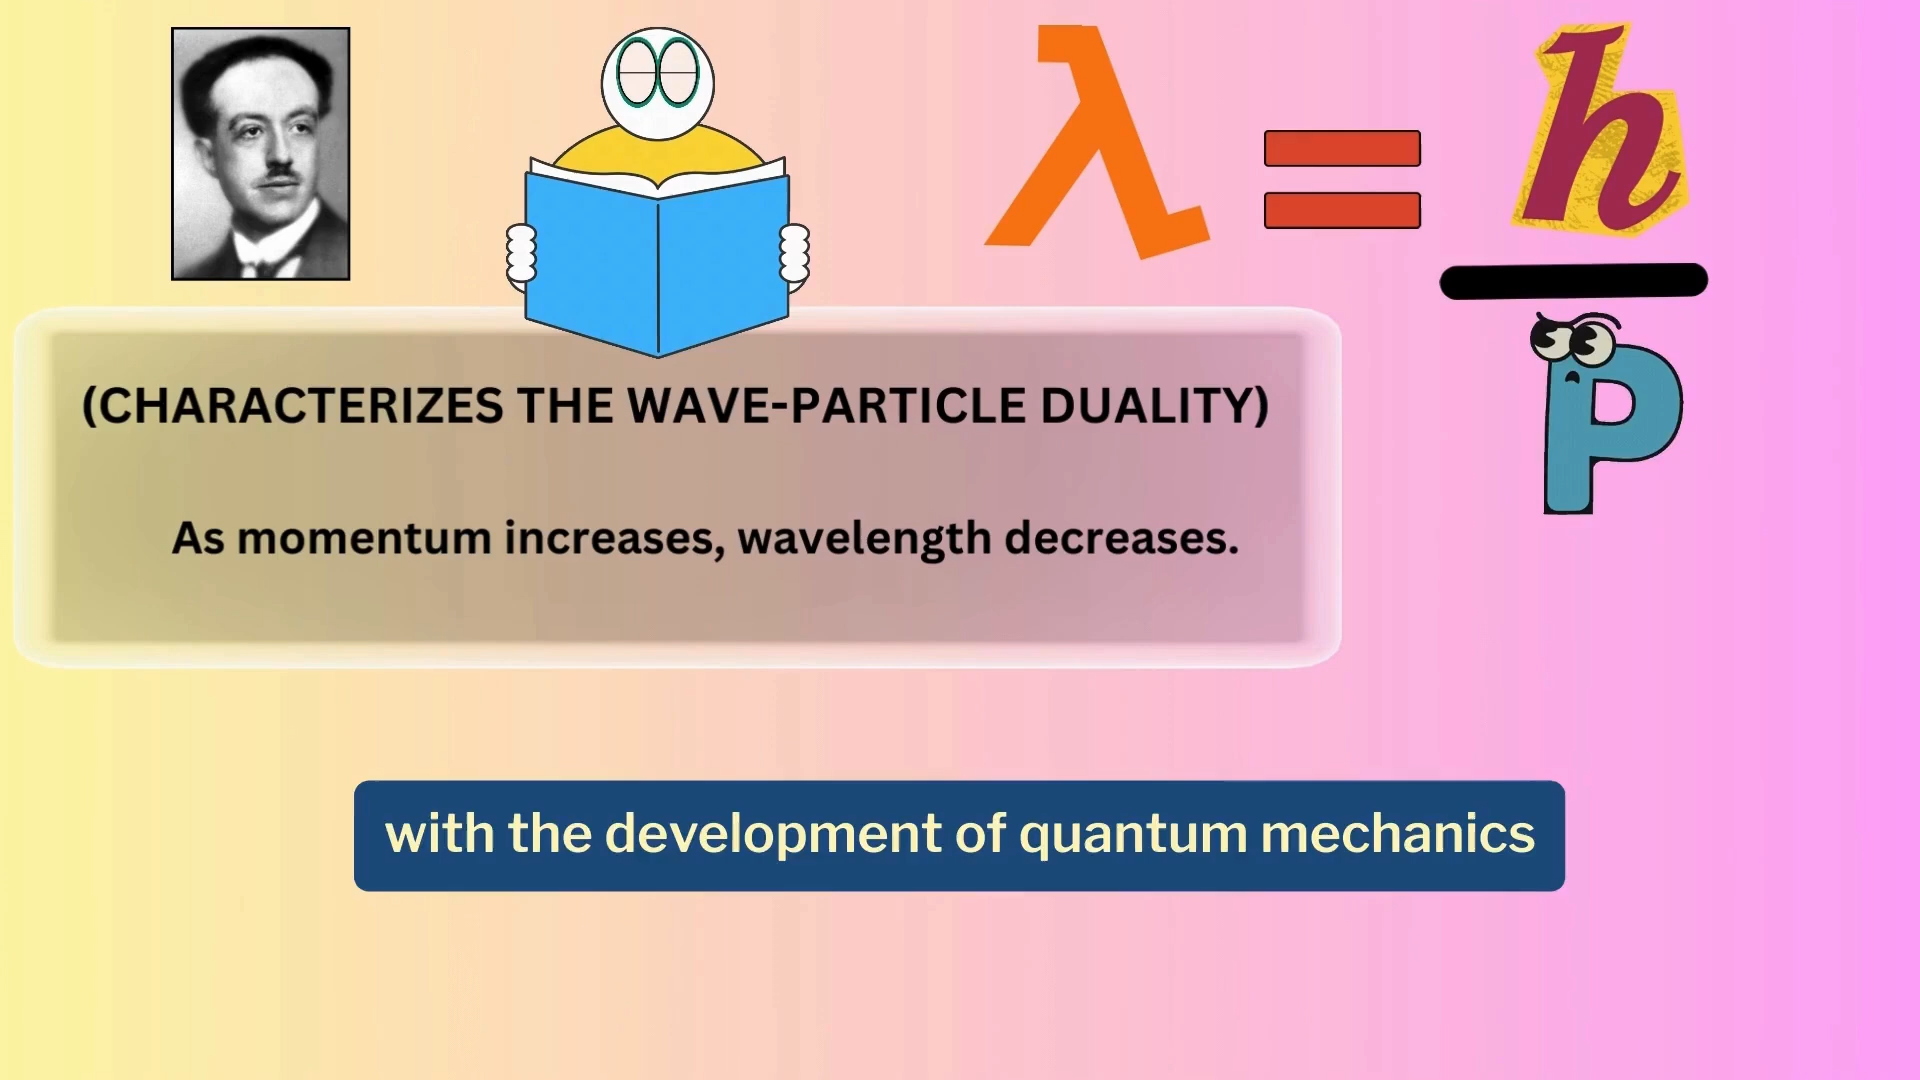 λ = h
P
(CHARACTERIZES THE WAVE-PARTICLE DUALITY)
As momentum increases, wavelength decreases.
with the development of quantum mechanics